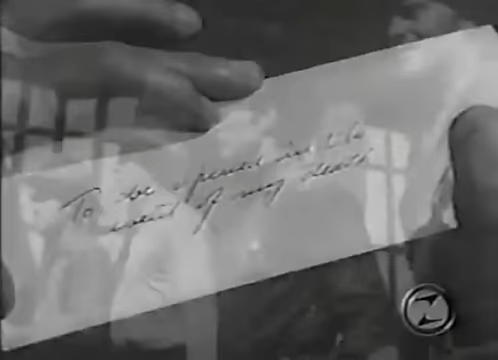 To be opened in the
event of my death
Z